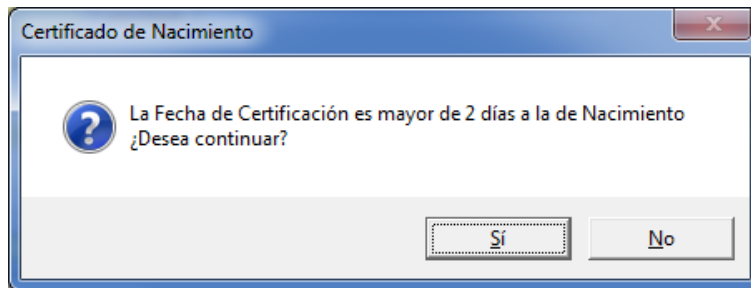 Certificado de Nacimiento
La Fecha de Certificación es mayor de 2 días a la de Nacimiento
¿Desea continuar?
Sí
No